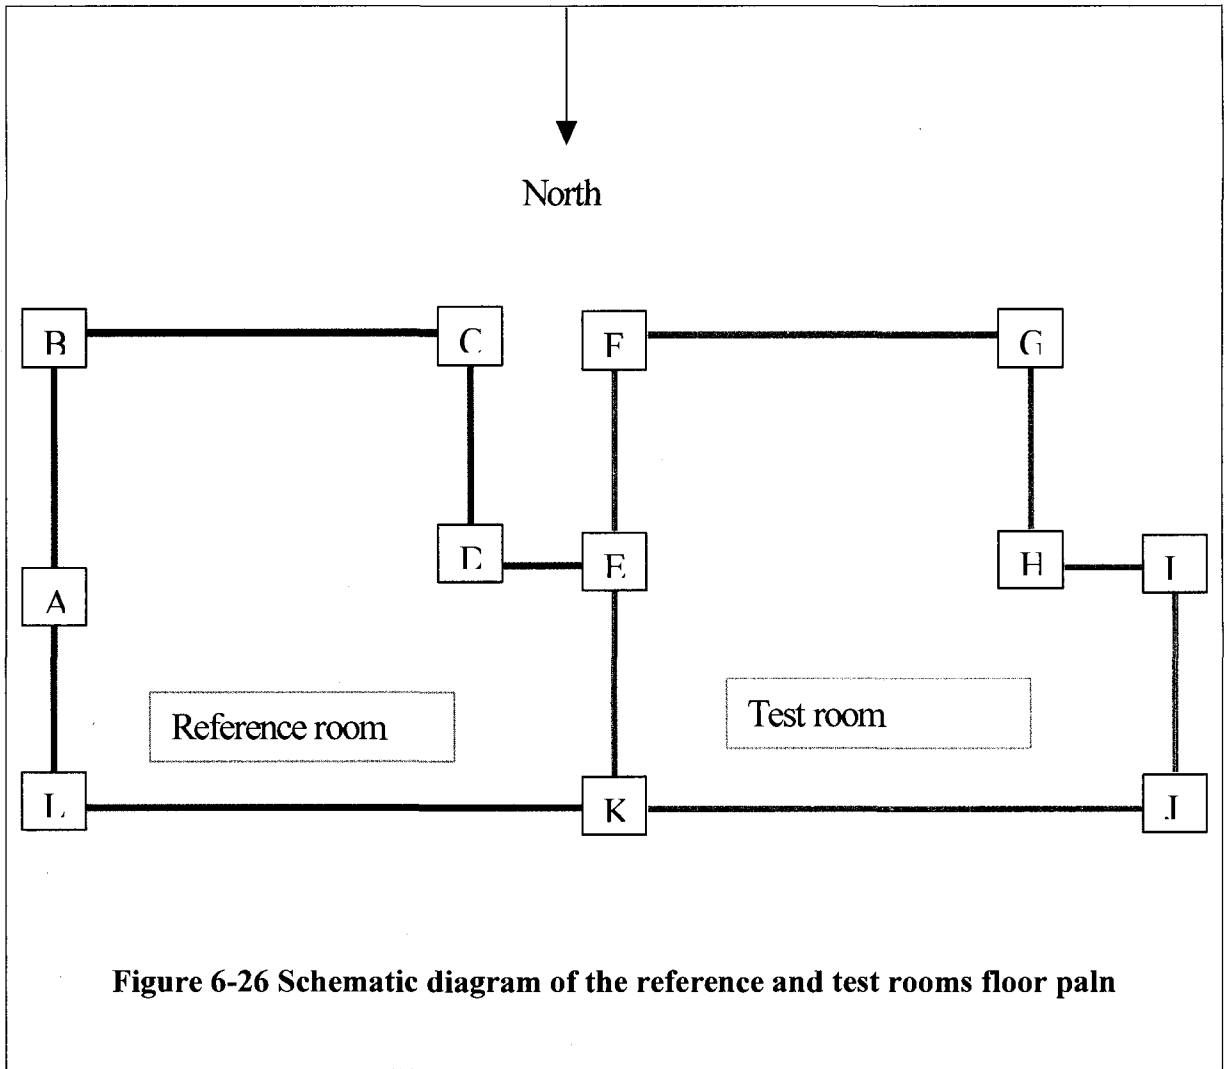 North
B C F G
D E H I
A
Reference room Test room
L K J
Figure 6-26 Schematic diagram of the reference and test rooms floor paln